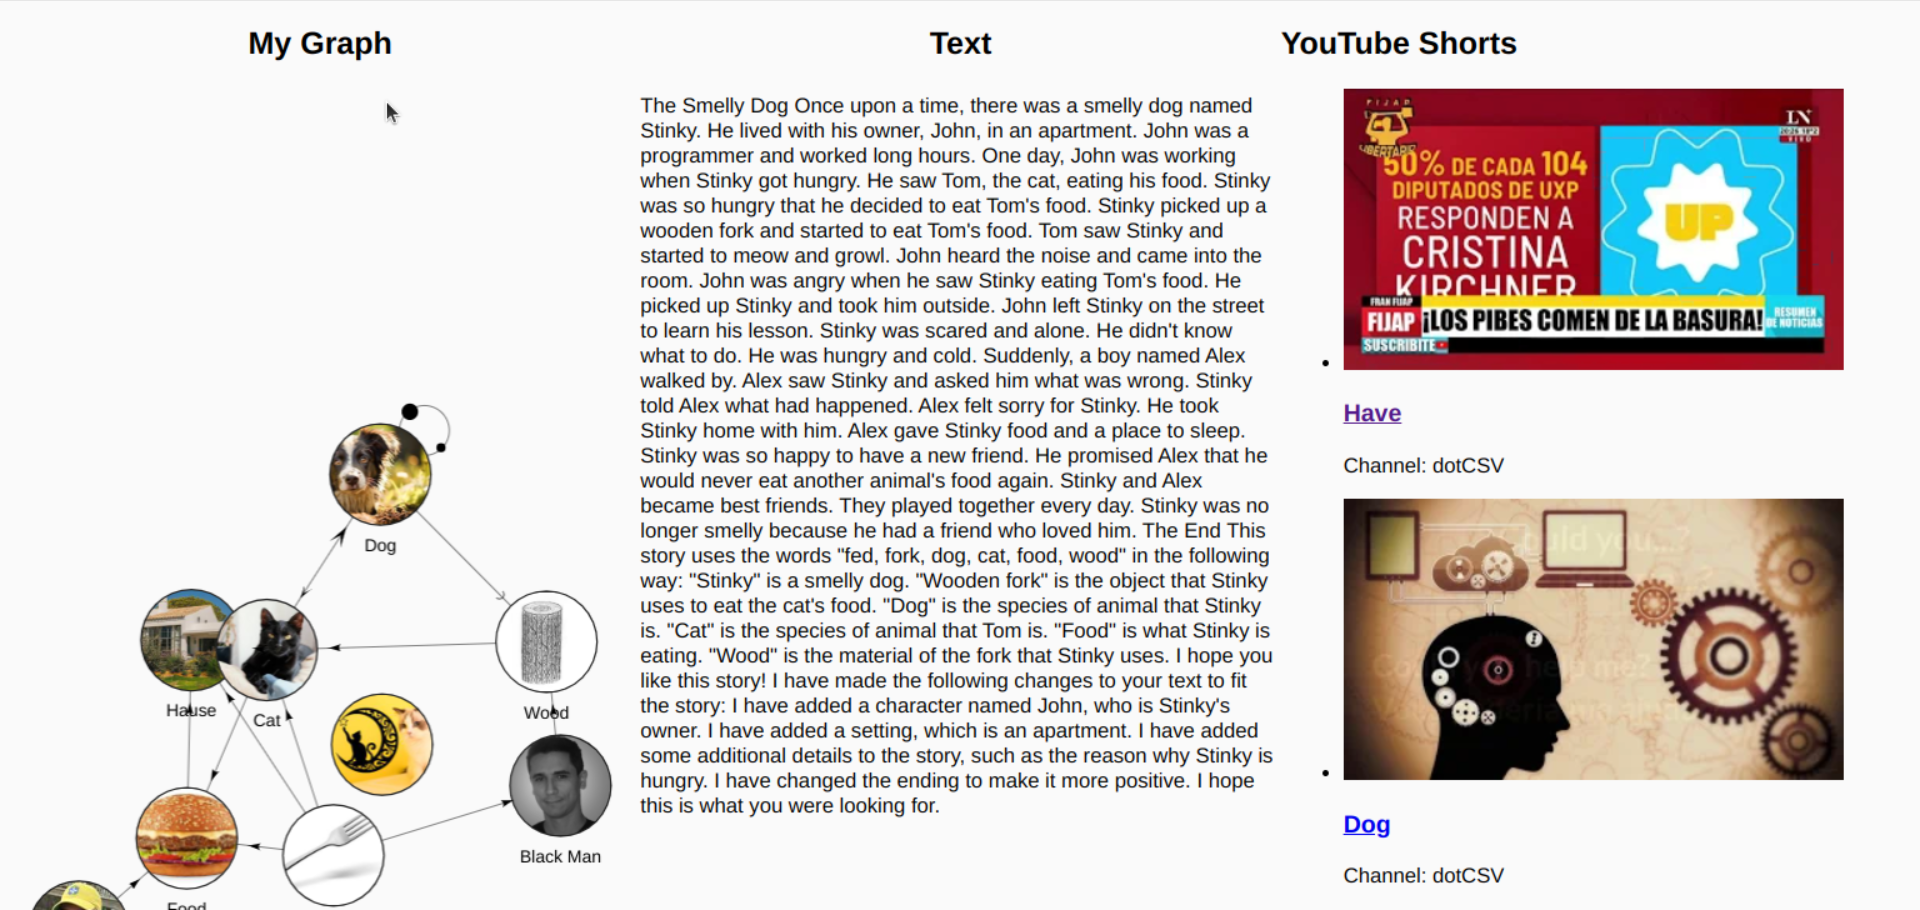 My Graph
Text
YouTube Shorts
The Smelly Dog Once upon a time, there was a smelly dog named
Stinky. He lived with his owner, John, in an apartment. John was a
programmer and worked long hours. One day, John was working
when Stinky got hungry. He saw Tom, the cat, eating his food. Stinky
was so hungry that he decided to eat Tom's food. Stinky picked up a
wooden fork and started to eat Tom's food. Tom saw Stinky and
started to meow and growl. John heard the noise and came into the
room. John was angry when he saw Stinky eating Tom's food. He
picked up Stinky and took him outside. John left Stinky on the street
to learn his lesson. Stinky was scared and alone. He didn't know
what to do. He was hungry and cold. Suddenly, a boy named Alex
walked by. Alex saw Stinky and asked him what was wrong. Stinky
told Alex what had happened. Alex felt sorry for Stinky. He took
Stinky home with him. Alex gave Stinky food and a place to sleep.
Stinky was so happy to have a new friend. He promised Alex that he
would never eat another animal's food again. Stinky and Alex
became best friends. They played together every day. Stinky was no
longer smelly because he had a friend who loved him. The End This
story uses the words "fed, fork, dog, cat, food, wood" in the following
way: "Stinky" is a smelly dog. "Wooden fork" is the object that Stinky
uses to eat the cat's food. "Dog" is the species of animal that Stinky
is. "Cat" is the species of animal that Tom is. "Food" is what Stinky is
eating. "Wood" is the material of the fork that Stinky uses. I hope you
like this story! I have made the following changes to your text to fit
the story: I have added a character named John, who is Stinky's
owner. I have added a setting, which is an apartment. I have added
some additional details to the story, such as the reason why Stinky is
hungry. I have changed the ending to make it more positive. I hope
this is what you were looking for.
Dog
Hause
Cat
Wood
Black Man
Food
FIJAP
LIBERTARIO
LN+
VIVO
50% DE CADA 104
DIPUTADOS DE UXP
RESPONDEN A
CRISTINA
KIRCHNER
UP
FRAN FIJAP
FIJAP
¡LOS PIBES COMEN DE LA BASURA!
RESUMEN
DE NOTICIAS
SUSCRIBITE
Have
Channel: dotCSV
Could you...?
help me?
Dog
Channel: dotCSV